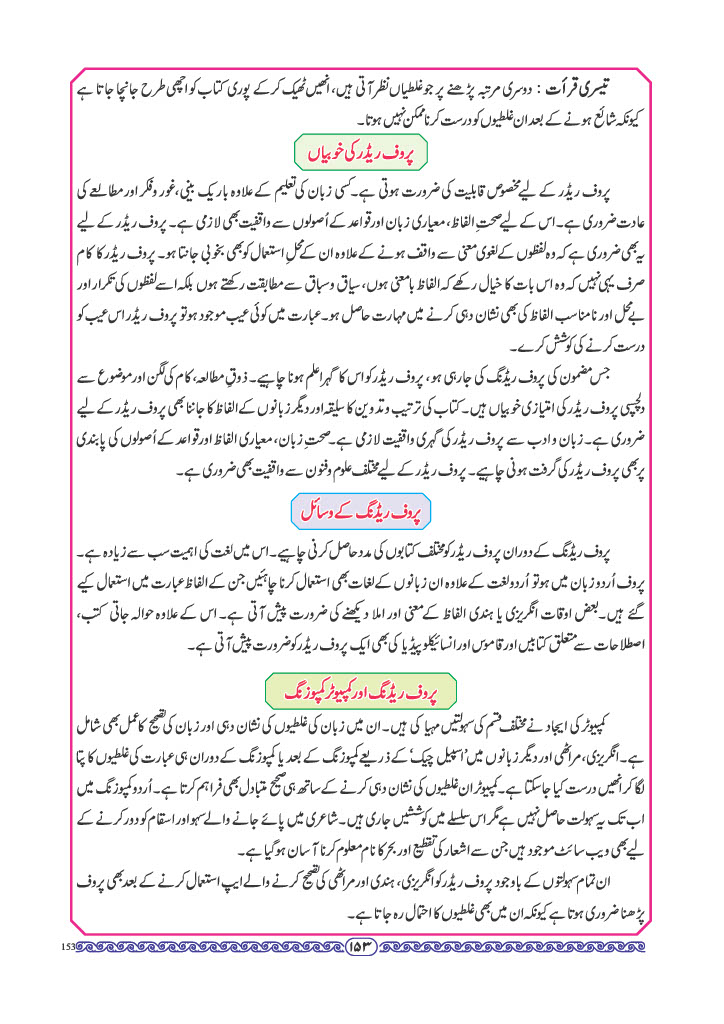 تیسری قرأت : دوسری مرتبہ پڑھنے پر جو غلطیاں نظر آتی ہیں، انھیں ٹھیک کرکے پوری کتاب کو اچھی طرح جانچا جاتا ہے
کیونکہ شائع ہونے کے بعد ان غلطیوں کو درست کرنا ممکن نہیں ہوتا۔
پروف ریڈر کی خوبیاں
پروف ریڈر کے لیے مخصوص قابلیت کی ضرورت ہوتی ہے۔ کسی زبان کی تعلیم کے علاوہ باریک بینی، غور و فکر اور مطالعے کی
عادت ضروری ہے۔ اس کے لیے صحتِ الفاظ، معیاری زبان اور قواعد کے اُصولوں سے واقفیت بھی لازمی ہے۔ پروف ریڈر کے لیے
یہ بھی ضروری ہے کہ وہ لفظوں کے لغوی معنی سے واقف ہونے کے علاوہ ان کے محلِ استعمال کو بھی بخوبی جانتا ہو۔ پروف ریڈر کا کام
صرف یہی نہیں کہ وہ اس بات کا خیال رکھے کہ الفاظ بامعنی ہوں، سیاق و سباق سے مطابقت رکھتے ہوں بلکہ اسے لفظوں کی تکرار اور
بے محل اور نامناسب الفاظ کی بھی نشان دہی کرنے میں مہارت حاصل ہو۔ عبارت میں کوئی عیب موجود ہو تو پروف ریڈر اس عیب کو
درست کرنے کی کوشش کرے۔
جس مضمون کی پروف ریڈنگ کی جارہی ہو، پروف ریڈر کو اس کا گہرا علم ہونا چاہیے۔ ذوقِ مطالعہ، کام کی لگن اور موضوع سے
دلچسپی پروف ریڈر کی امتیازی خوبیاں ہیں۔ کتاب کی ترتیب و تدوین کا سلیقہ اور دیگر زبانوں کے الفاظ کا جاننا بھی پروف ریڈر کے لیے
ضروری ہے۔ زبان و ادب سے پروف ریڈر کی گہری واقفیت لازمی ہے۔ صحتِ زبان، معیاری الفاظ اور قواعد کے اُصولوں کی پابندی
پر بھی پروف ریڈر کی گرفت ہونی چاہیے۔ پروف ریڈر کے لیے مختلف علوم و فنون سے واقفیت بھی ضروری ہے۔
پروف ریڈنگ کے وسائل
پروف ریڈنگ کے دوران پروف ریڈر کو مختلف کتابوں کی مدد حاصل کرنی چاہیے۔ اس میں لغت کی اہمیت سب سے زیادہ ہے۔
پروف اُردو زبان میں ہو تو اُردو لغت کے علاوہ ان زبانوں کے لغات بھی استعمال کرنا چاہئیں جن کے الفاظ عبارت میں استعمال کیے
گئے ہیں۔ بعض اوقات انگریزی یا ہندی الفاظ کے معنی اور املا دیکھنے کی ضرورت پیش آتی ہے۔ اس کے علاوہ حوالہ جاتی کتب،
اصطلاحات سے متعلق کتابیں اور قاموس اور انسائیکلوپیڈیا کی بھی ایک پروف ریڈر کو ضرورت پیش آتی ہے۔
پروف ریڈنگ اور کمپیوٹر کمپوزنگ
کمپیوٹر کی ایجاد نے مختلف قسم کی سہولتیں مہیا کی ہیں۔ ان میں زبان کی غلطیوں کی نشان دہی اور زبان کی تصحیح کا عمل بھی شامل
ہے۔ انگریزی، مراٹھی اور دیگر زبانوں میں ’اسپیل چیک‘ کے ذریعے کمپوزنگ کے بعد یا کمپوزنگ کے دوران ہی عبارت کی غلطیوں کا پتا
لگا کر انھیں درست کیا جاسکتا ہے۔ کمپیوٹر ان غلطیوں کی نشان دہی کرنے کے ساتھ ہی صحیح متبادل بھی فراہم کرتا ہے۔ اُردو کمپوزنگ میں
اب تک یہ سہولت حاصل نہیں ہے مگر اس سلسلے میں کوششیں جاری ہیں۔ شاعری میں پائے جانے والے سہو اور اسقام کو دور کرنے کے
لیے بھی ویب سائٹ موجود ہیں جن سے اشعار کی تقطیع اور بحر کا نام معلوم کرنا آسان ہوگیا ہے۔
ان تمام سہولتوں کے باوجود پروف ریڈر کو انگریزی، ہندی اور مراٹھی کی تصحیح کرنے والے ایپ استعمال کرنے کے بعد بھی پروف
پڑھنا ضروری ہوتا ہے کیونکہ ان میں بھی غلطیوں کا احتمال رہ جاتا ہے۔
153
۱۵۳